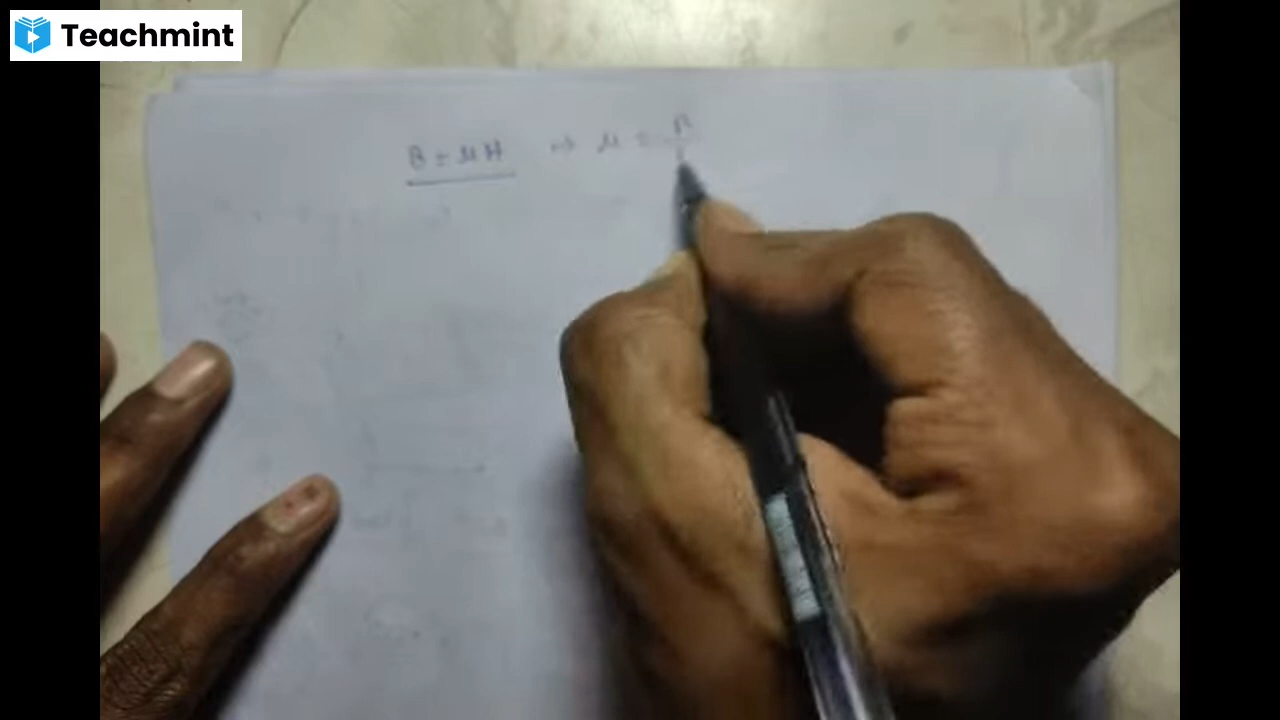 Teachmint
B = μH ⇒ μ = B